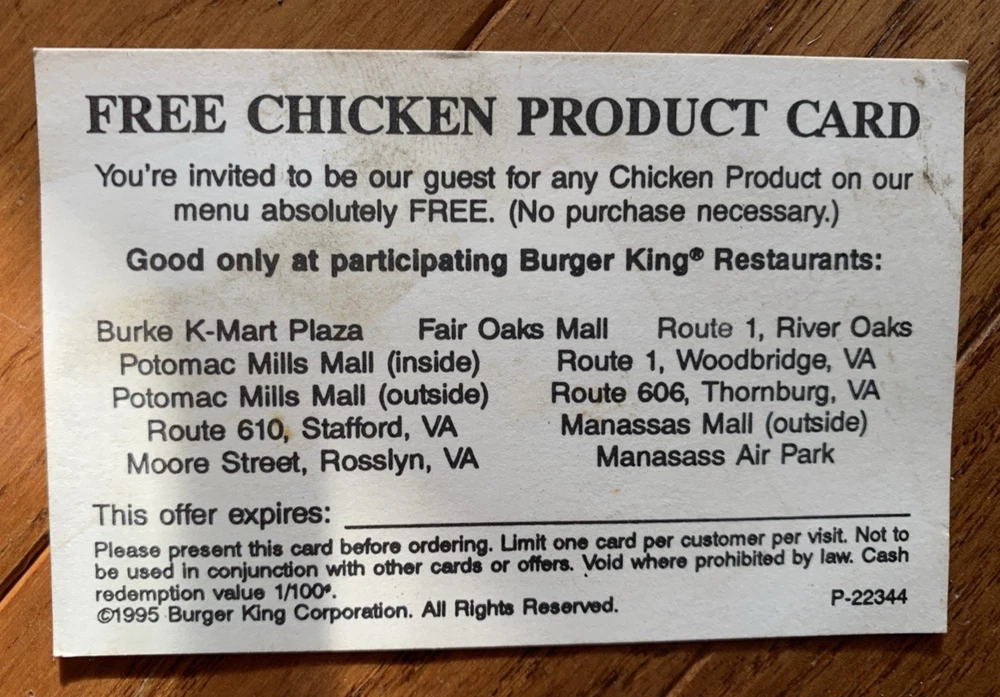 FREE CHICKEN PRODUCT CARD
You're invited to be our guest for any Chicken Product on our
menu absolutely FREE. (No purchase necessary.)
Good only at participating Burger King® Restaurants:
Burke K-Mart Plaza Fair Oaks Mall Route 1, River Oaks
Potomac Mills Mall (inside) Route 1, Woodbridge, VA
Potomac Mills Mall (outside) Route 606, Thornburg, VA
Route 610, Stafford, VA Manassas Mall (outside)
Moore Street, Rosslyn, VA Manasass Air Park
This offer expires:
Please present this card before ordering. Limit one card per customer per visit. Not to
be used in conjunction with other cards or offers. Void where prohibited by law. Cash
redemption value 1/100¢.
©1995 Burger King Corporation. All Rights Reserved. P-22344